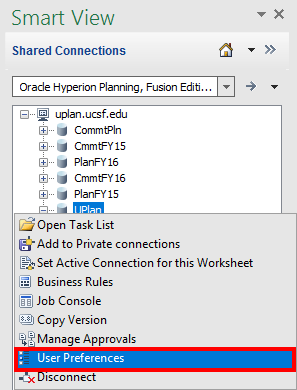 Smart View
Shared Connections
Oracle Hyperion Planning, Fusion Editi...
uplan.ucsf.edu
CommtPln
CmmtFY15
PlanFY16
CmmtFY16
PlanFY15
UPlan
Open Task List
Add to Private connections
Set Active Connection for this Worksheet
Business Rules
Job Console
Copy Version
Manage Approvals
User Preferences
Disconnect